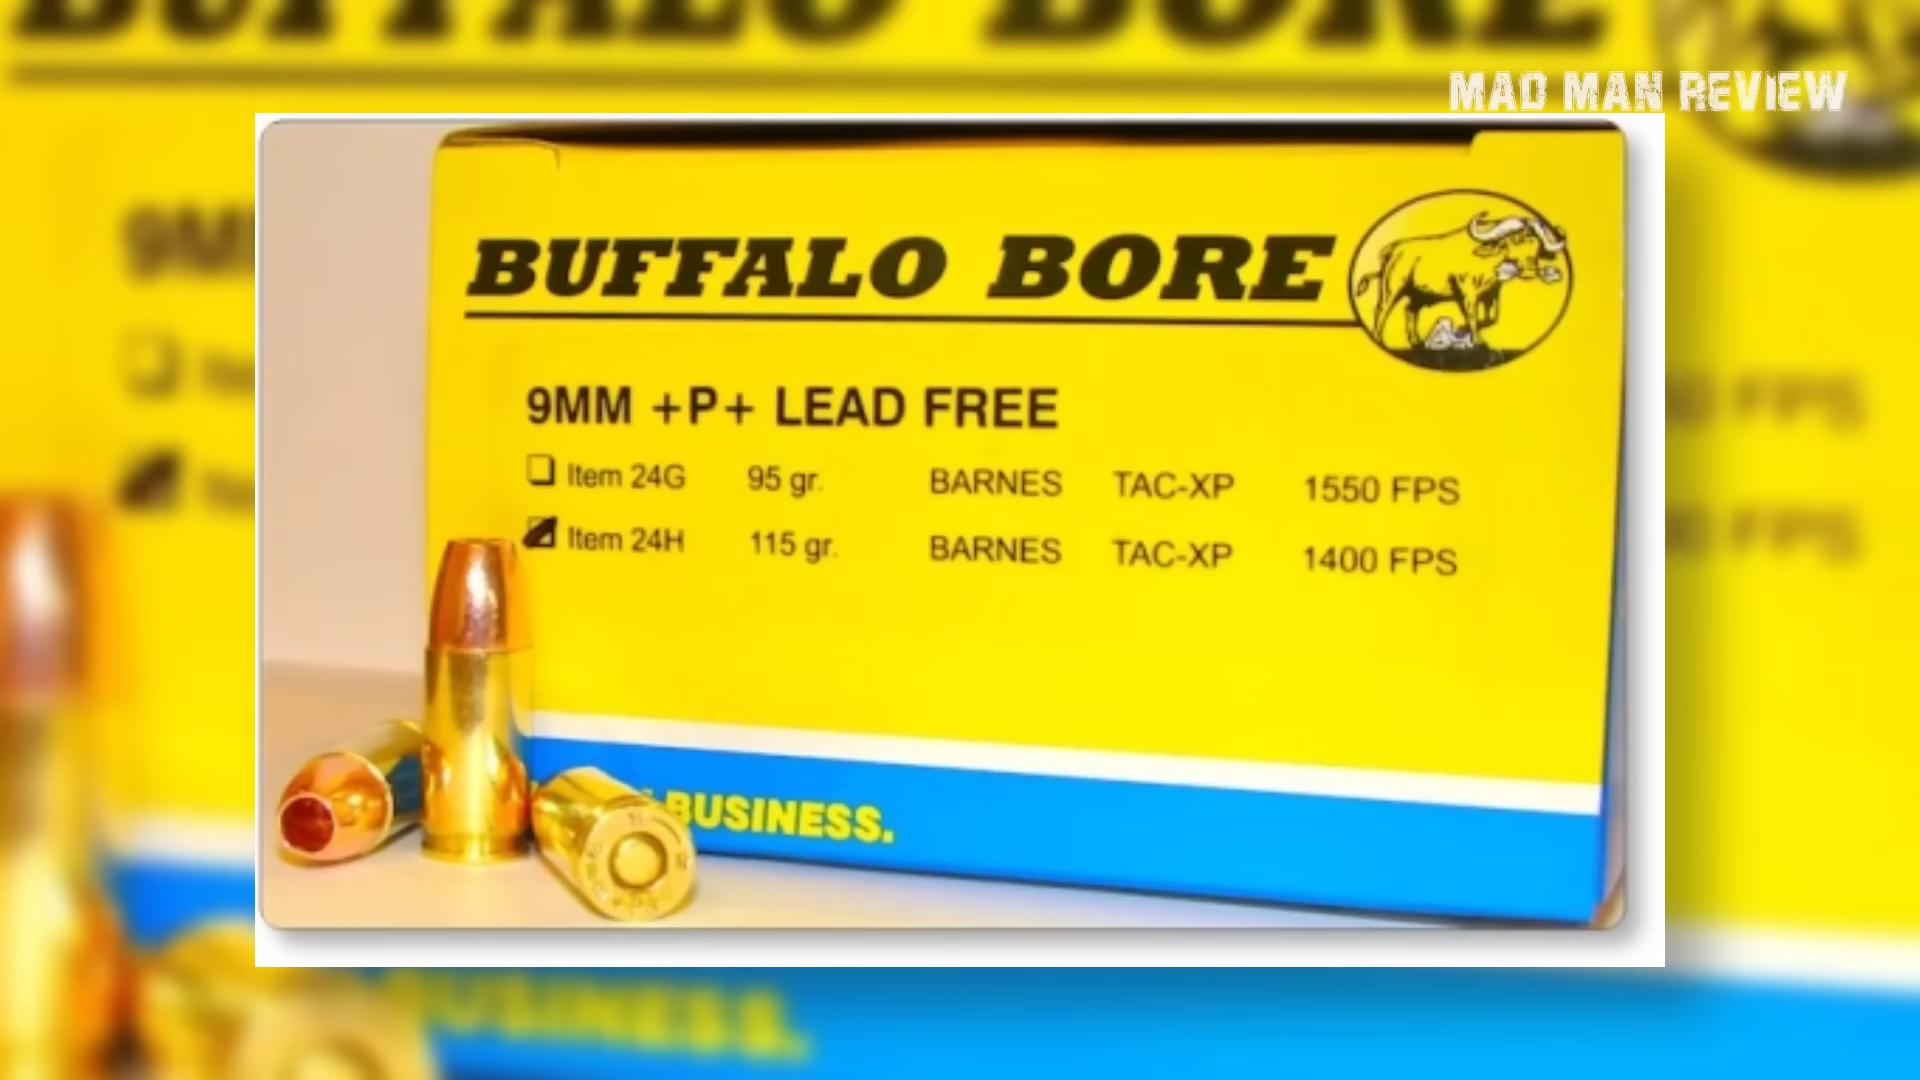 MAD MAN REVIEW
BUFFALO BORE
9MM +P+ LEAD FREE
Item 24G 95 gr. BARNES TAC-XP 1550 FPS
Item 24H 115 gr. BARNES TAC-XP 1400 FPS
BUSINESS.